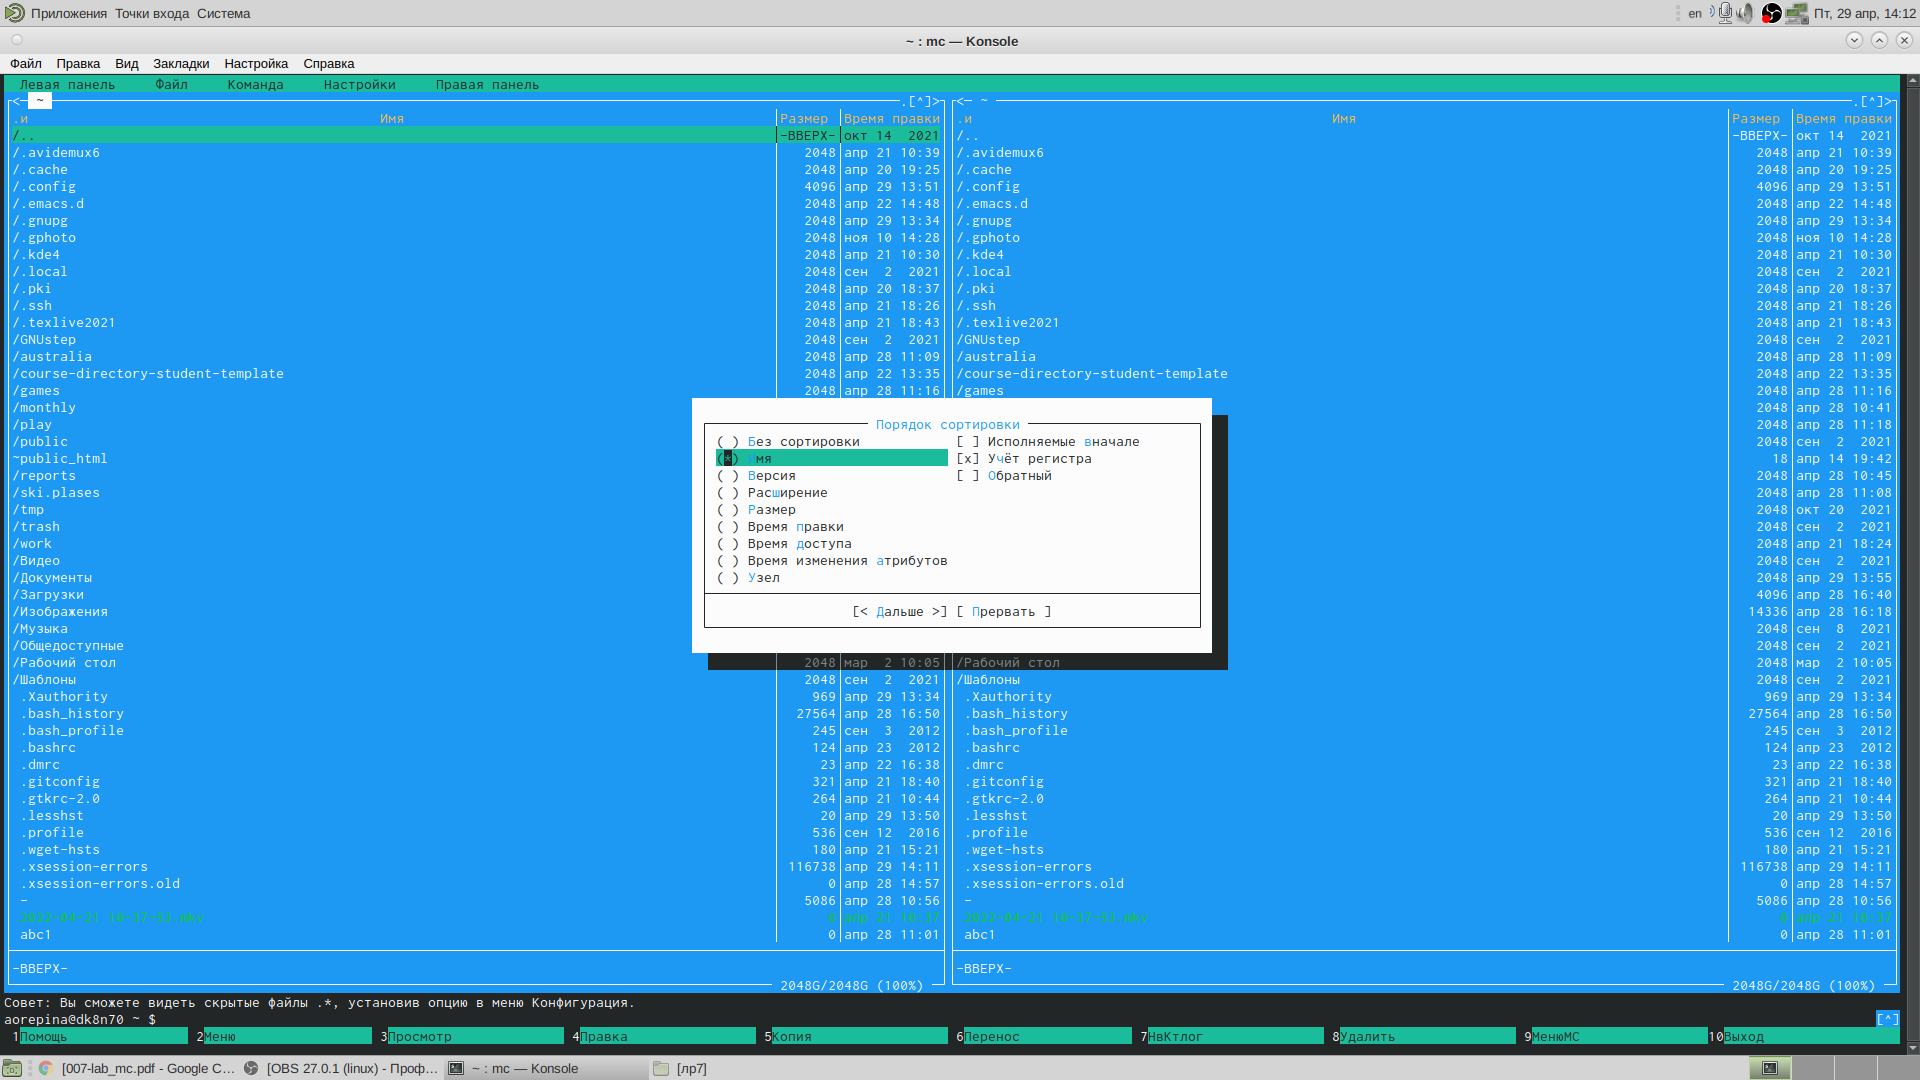 Приложения Точки входа Система en Пт, 29 апр, 14:12
~ : mc — Konsole
Файл Правка Вид Закладки Настройка Справка
Левая панель Файл Команда Настройки Правая панель
<─ ~ .[^]> <─ ~ .[^]>
.и Имя Размер Время правки .и Имя Размер Время правки
/.. -ВВЕРХ- окт 14 2021 /.. -ВВЕРХ- окт 14 2021
/.avidemux6 2048 апр 21 10:39 /.avidemux6 2048 апр 21 10:39
/.cache 2048 апр 20 19:25 /.cache 2048 апр 20 19:25
/.config 4096 апр 29 13:51 /.config 4096 апр 29 13:51
/.emacs.d 2048 апр 22 14:48 /.emacs.d 2048 апр 22 14:48
/.gnupg 2048 апр 29 13:34 /.gnupg 2048 апр 29 13:34
/.gphoto 2048 ноя 10 14:28 /.gphoto 2048 ноя 10 14:28
/.kde4 2048 апр 21 10:30 /.kde4 2048 апр 21 10:30
/.local 2048 сен 2 2021 /.local 2048 сен 2 2021
/.pki 2048 апр 20 18:37 /.pki 2048 апр 20 18:37
/.ssh 2048 апр 21 18:26 /.ssh 2048 апр 21 18:26
/.texlive2021 2048 апр 21 18:43 /.texlive2021 2048 апр 21 18:43
/GNUstep 2048 сен 2 2021 /GNUstep 2048 сен 2 2021
/australia 2048 апр 28 11:09 /australia 2048 апр 28 11:09
/course-directory-student-template 2048 апр 22 13:35 /course-directory-student-template 2048 апр 22 13:35
/games 2048 апр 28 11:16 /games 2048 апр 28 11:16
/monthly 2048 апр 28 10:41
/play Порядок сортировки 2048 апр 28 11:18
/public ( ) Без сортировки [ ] Исполняемые вначале 2048 сен 2 2021
~public_html (*) Имя [x] Учёт регистра 18 апр 14 19:42
/reports ( ) Версия [ ] Обратный 2048 апр 28 10:45
/ski.plases ( ) Расширение 2048 апр 28 11:08
/tmp ( ) Размер 2048 окт 20 2021
/trash ( ) Время правки 2048 сен 2 2021
/work ( ) Время доступа 2048 апр 21 18:24
/Видео ( ) Время изменения атрибутов 2048 сен 2 2021
/Документы ( ) Узел 2048 апр 29 13:55
/Загрузки 4096 апр 28 16:40
/Изображения [< Дальше >] [ Прервать ] 14336 апр 28 16:18
/Музыка 2048 сен 8 2021
/Общедоступные 2048 сен 2 2021
/Рабочий стол 2048 мар 2 10:05 /Рабочий стол 2048 мар 2 10:05
/Шаблоны 2048 сен 2 2021 /Шаблоны 2048 сен 2 2021
.Xauthority 969 апр 29 13:34 .Xauthority 969 апр 29 13:34
.bash_history 27564 апр 28 16:50 .bash_history 27564 апр 28 16:50
.bash_profile 245 сен 3 2012 .bash_profile 245 сен 3 2012
.bashrc 124 апр 23 2012 .bashrc 124 апр 23 2012
.dmrc 23 апр 22 16:38 .dmrc 23 апр 22 16:38
.gitconfig 321 апр 21 18:40 .gitconfig 321 апр 21 18:40
.gtkrc-2.0 264 апр 21 10:44 .gtkrc-2.0 264 апр 21 10:44
.lesshst 20 апр 29 13:50 .lesshst 20 апр 29 13:50
.profile 536 сен 12 2016 .profile 536 сен 12 2016
.wget-hsts 180 апр 21 15:21 .wget-hsts 180 апр 21 15:21
.xsession-errors 116738 апр 29 14:11 .xsession-errors 116738 апр 29 14:11
.xsession-errors.old 0 апр 28 14:57 .xsession-errors.old 0 апр 28 14:57
- 5086 апр 28 10:56 - 5086 апр 28 10:56
abc1 0 апр 28 11:01 abc1 0 апр 28 11:01
-ВВЕРХ- -ВВЕРХ-
2048G/2048G (100%) 2048G/2048G (100%)
Совет: Вы сможете видеть скрытые файлы .*, установив опцию в меню Конфигурация.
aorepina@dk8n70 ~ $ [^]
1Помощь 2Меню 3Просмотр 4Правка 5Копия 6Перенос 7НвКтлог 8Удалить 9МенюMC 10Выход
[007-lab_mc.pdf - Google C... [OBS 27.0.1 (linux) - Проф... ~ : mc — Konsole [лр7]